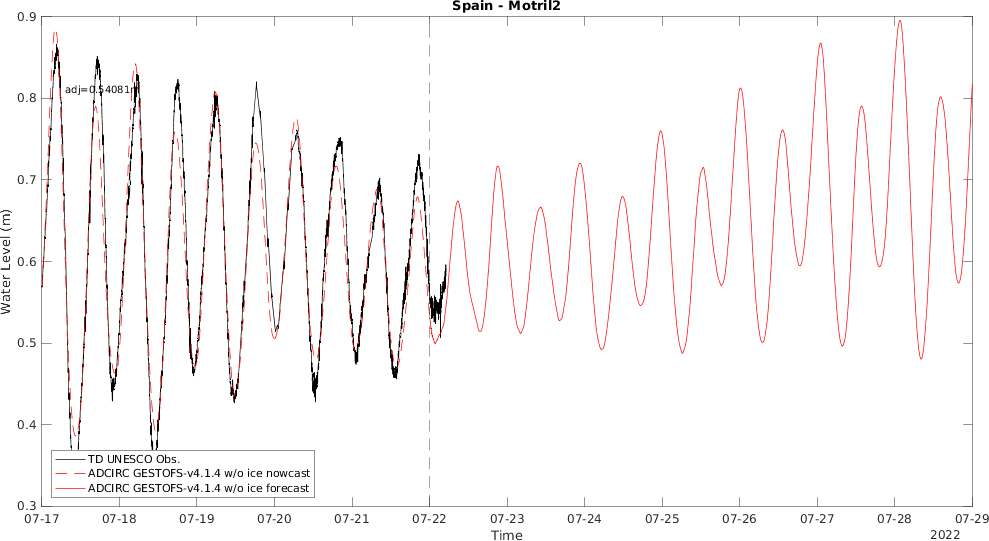 Spain - Motril2
0.9
0.8
0.7
0.6
0.5
0.4
0.3
Water Level (m)
adj=0.54081m
TD UNESCO Obs.
ADCIRC GESTOFS-v4.1.4 w/o ice nowcast
ADCIRC GESTOFS-v4.1.4 w/o ice forecast
07-17 07-18 07-19 07-20 07-21 07-22 07-23 07-24 07-25 07-26 07-27 07-28 07-29
Time
2022